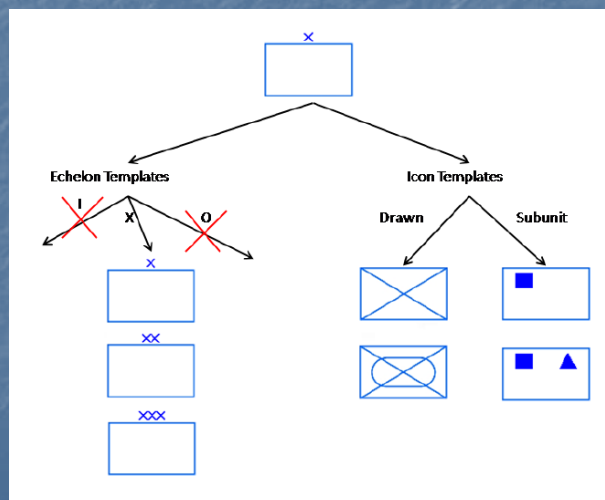 X
Echelon Templates
Icon Templates
I
X
O
Drawn
Subunit
X
XX
XXX